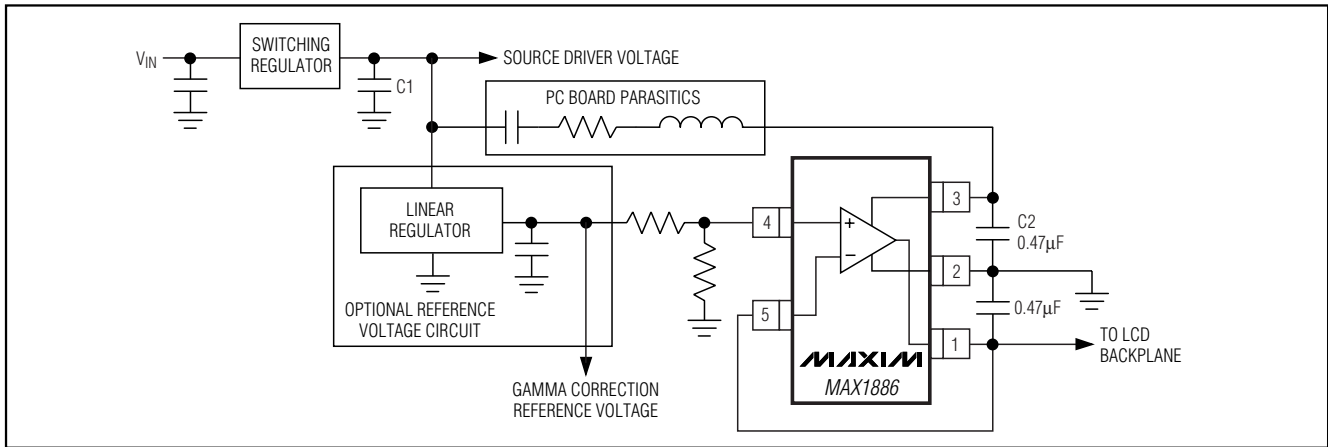 SWITCHING
REGULATOR
VIN
C1
SOURCE DRIVER VOLTAGE
PC BOARD PARASITICS
LINEAR
REGULATOR
OPTIONAL REFERENCE
VOLTAGE CIRCUIT
GAMMA CORRECTION
REFERENCE VOLTAGE
4
+
−
5
3
2
1
MAXIM
MAX1886
C2
0.47µF
0.47µF
TO LCD
BACKPLANE